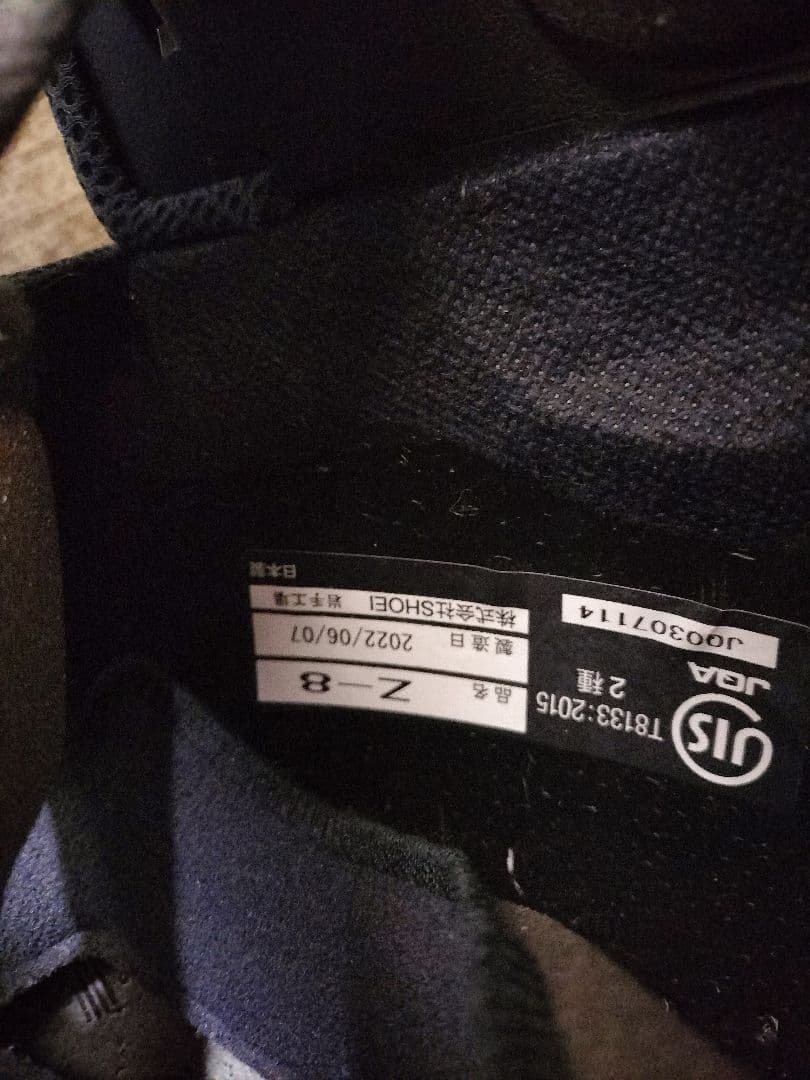 JIS
T8133:2015
2種
JQA
JQ0307114
品名 Z-8
製造日 2022/06/07
株式会社SHOEI 岩手工場
日本製